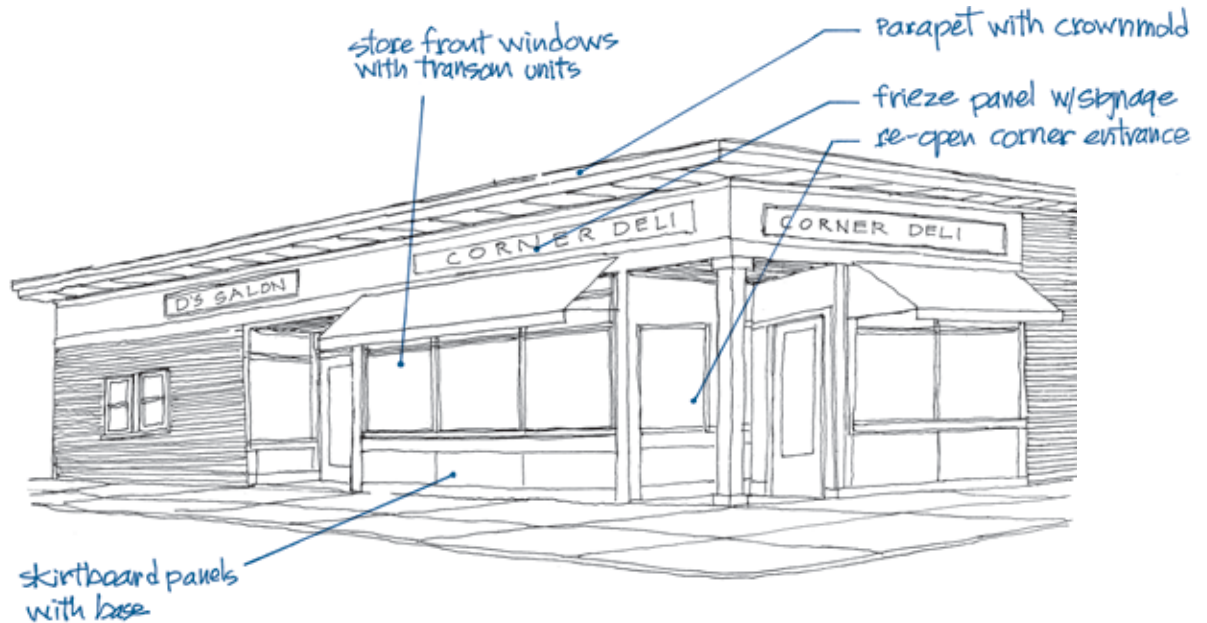 store front windows
with transom units
parapet with crownmold
frieze panel w/signage
re-open corner entrance
CORNER DELI
CORNER DELI
D'S SALON
skirtboard panels
with base